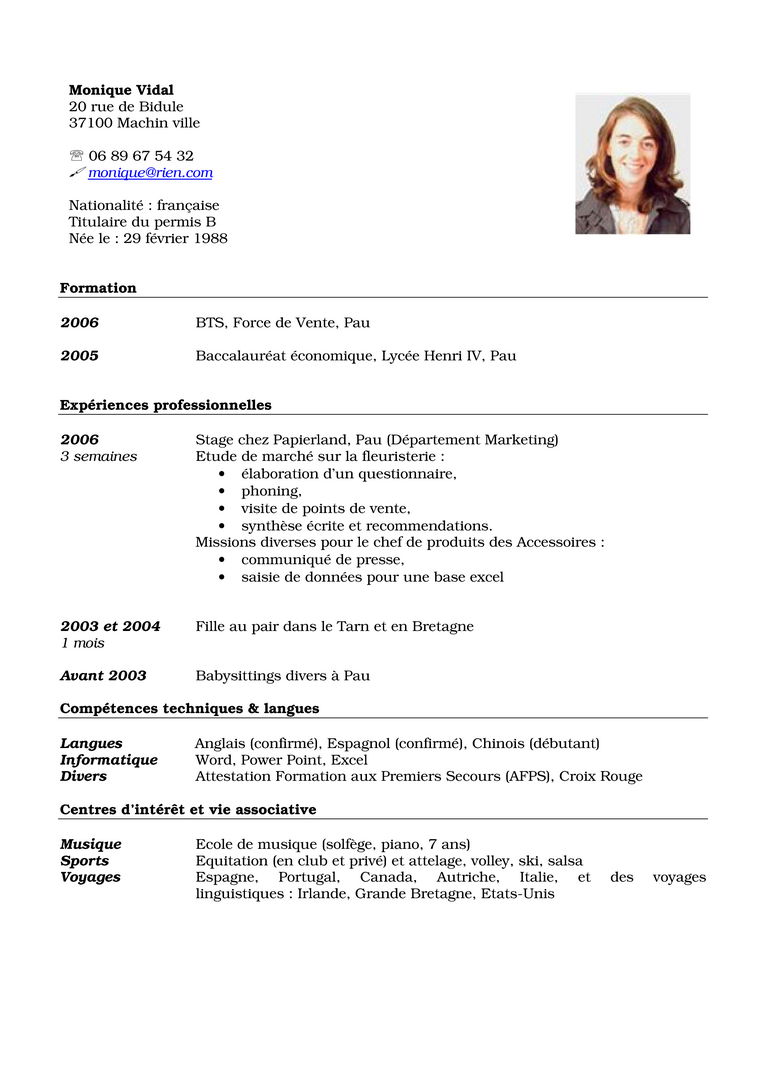 Monique Vidal
20 rue de Bidule
37100 Machin ville
☏ 06 89 67 54 32
monique@rien.com
Nationalité : française
Titulaire du permis B
Née le : 29 février 1988
Formation
2006 BTS, Force de Vente, Pau
2005 Baccalauréat économique, Lycée Henri IV, Pau
Expériences professionnelles
2006 Stage chez Papierland, Pau (Département Marketing)
3 semaines Etude de marché sur la fleuristerie :
• élaboration d'un questionnaire,
• phoning,
• visite de points de vente,
• synthèse écrite et recommendations.
Missions diverses pour le chef de produits des Accessoires :
• communiqué de presse,
• saisie de données pour une base excel
2003 et 2004 Fille au pair dans le Tarn et en Bretagne
1 mois
Avant 2003 Babysittings divers à Pau
Compétences techniques & langues
Langues Anglais (confirmé), Espagnol (confirmé), Chinois (débutant)
Informatique Word, Power Point, Excel
Divers Attestation Formation aux Premiers Secours (AFPS), Croix Rouge
Centres d'intérêt et vie associative
Musique Ecole de musique (solfège, piano, 7 ans)
Sports Equitation (en club et privé) et attelage, volley, ski, salsa
Voyages Espagne, Portugal, Canada, Autriche, Italie, et des voyages
linguistiques : Irlande, Grande Bretagne, Etats-Unis